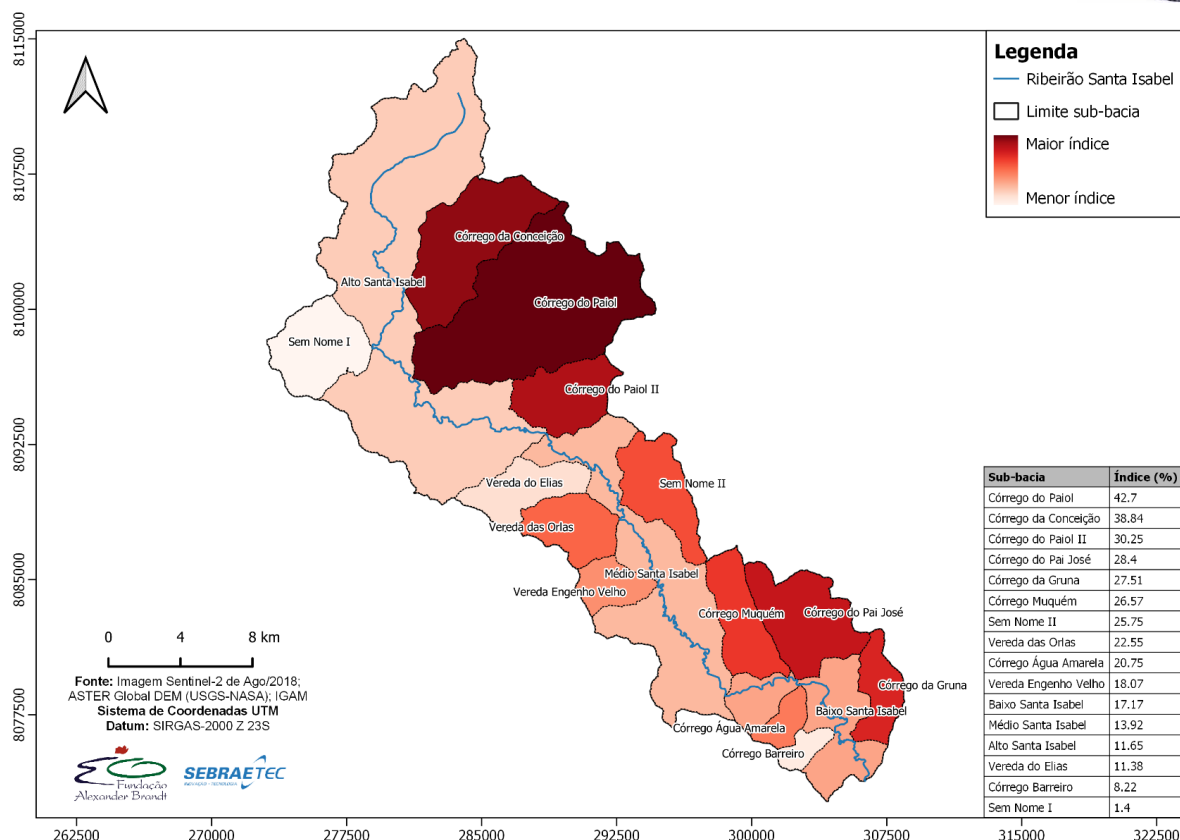 8115000
8107500
8100000
8092500
8085000
8077500
Legenda
Ribeirão Santa Isabel
Limite sub-bacia
Maior índice
Menor índice
Córrego da Conceição
Alto Santa Isabel
Córrego do Paiol
Sem Nome I
Córrego do Paiol II
Vereda do Elias
Sem Nome II
Vereda das Orlas
Médio Santa Isabel
Vereda Engenho Velho
Córrego Muquém
Córrego do Pai José
Córrego da Gruna
Baixo Santa Isabel
Córrego Água Amarela
Córrego Barreiro
Sub-bacia Índice (%)
Córrego do Paiol 42.7
Córrego da Conceição 38.84
Córrego do Paiol II 30.25
Córrego do Pai José 28.4
Córrego da Gruna 27.51
Córrego Muquém 26.57
Sem Nome II 25.75
Vereda das Orlas 22.55
Córrego Água Amarela 20.75
Vereda Engenho Velho 18.07
Baixo Santa Isabel 17.17
Médio Santa Isabel 13.92
Alto Santa Isabel 11.65
Vereda do Elias 11.38
Córrego Barreiro 8.22
Sem Nome I 1.4
0 4 8 km
Fonte: Imagem Sentinel-2 de Ago/2018;
ASTER Global DEM (USGS-NASA); IGAM
Sistema de Coordenadas UTM
Datum: SIRGAS-2000 Z 23S
Fundação
Alexander Brandt
SEBRAETEC
262500 270000 277500 285000 292500 300000 307500 315000 322500